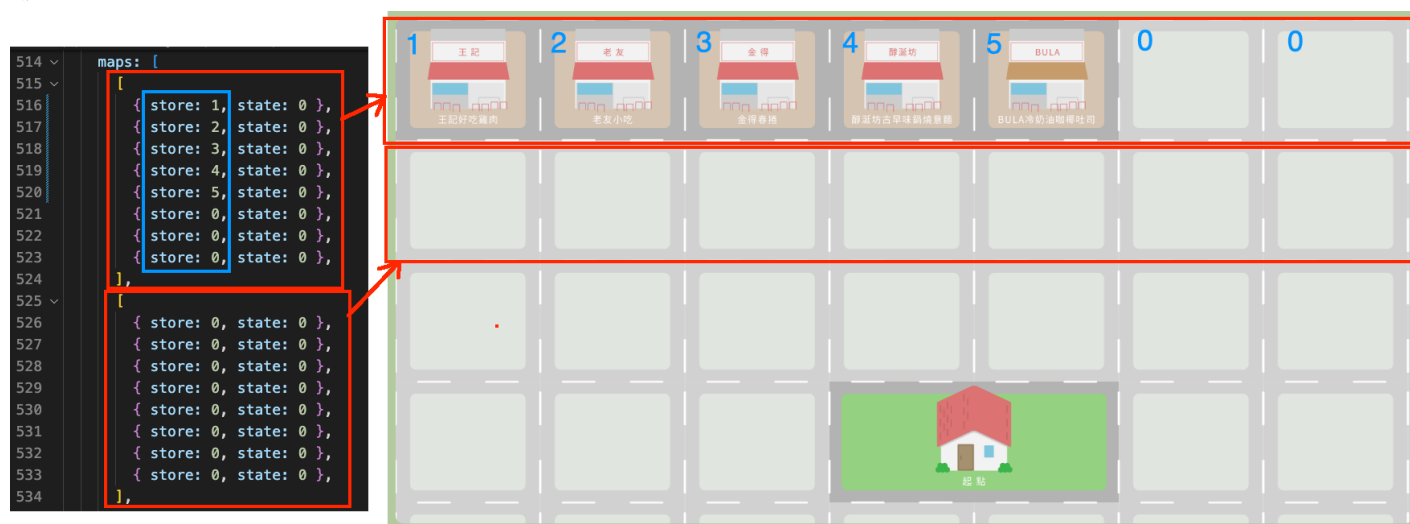 514 maps: [
515 [
516 { store: 1, state: 0 },
517 { store: 2, state: 0 },
518 { store: 3, state: 0 },
519 { store: 4, state: 0 },
520 { store: 5, state: 0 },
521 { store: 0, state: 0 },
522 { store: 0, state: 0 },
523 { store: 0, state: 0 },
524 ],
525 [
526 { store: 0, state: 0 },
527 { store: 0, state: 0 },
528 { store: 0, state: 0 },
529 { store: 0, state: 0 },
530 { store: 0, state: 0 },
531 { store: 0, state: 0 },
532 { store: 0, state: 0 },
533 { store: 0, state: 0 },
534 ],
1 2 3 4 5 0 0
王記 老友 金得 醇涎坊 BULA
王記好吃雞肉 老友小吃 金得春捲 醇涎坊古早味鍋燒意麵 BULA冷奶油咖椰吐司
起點